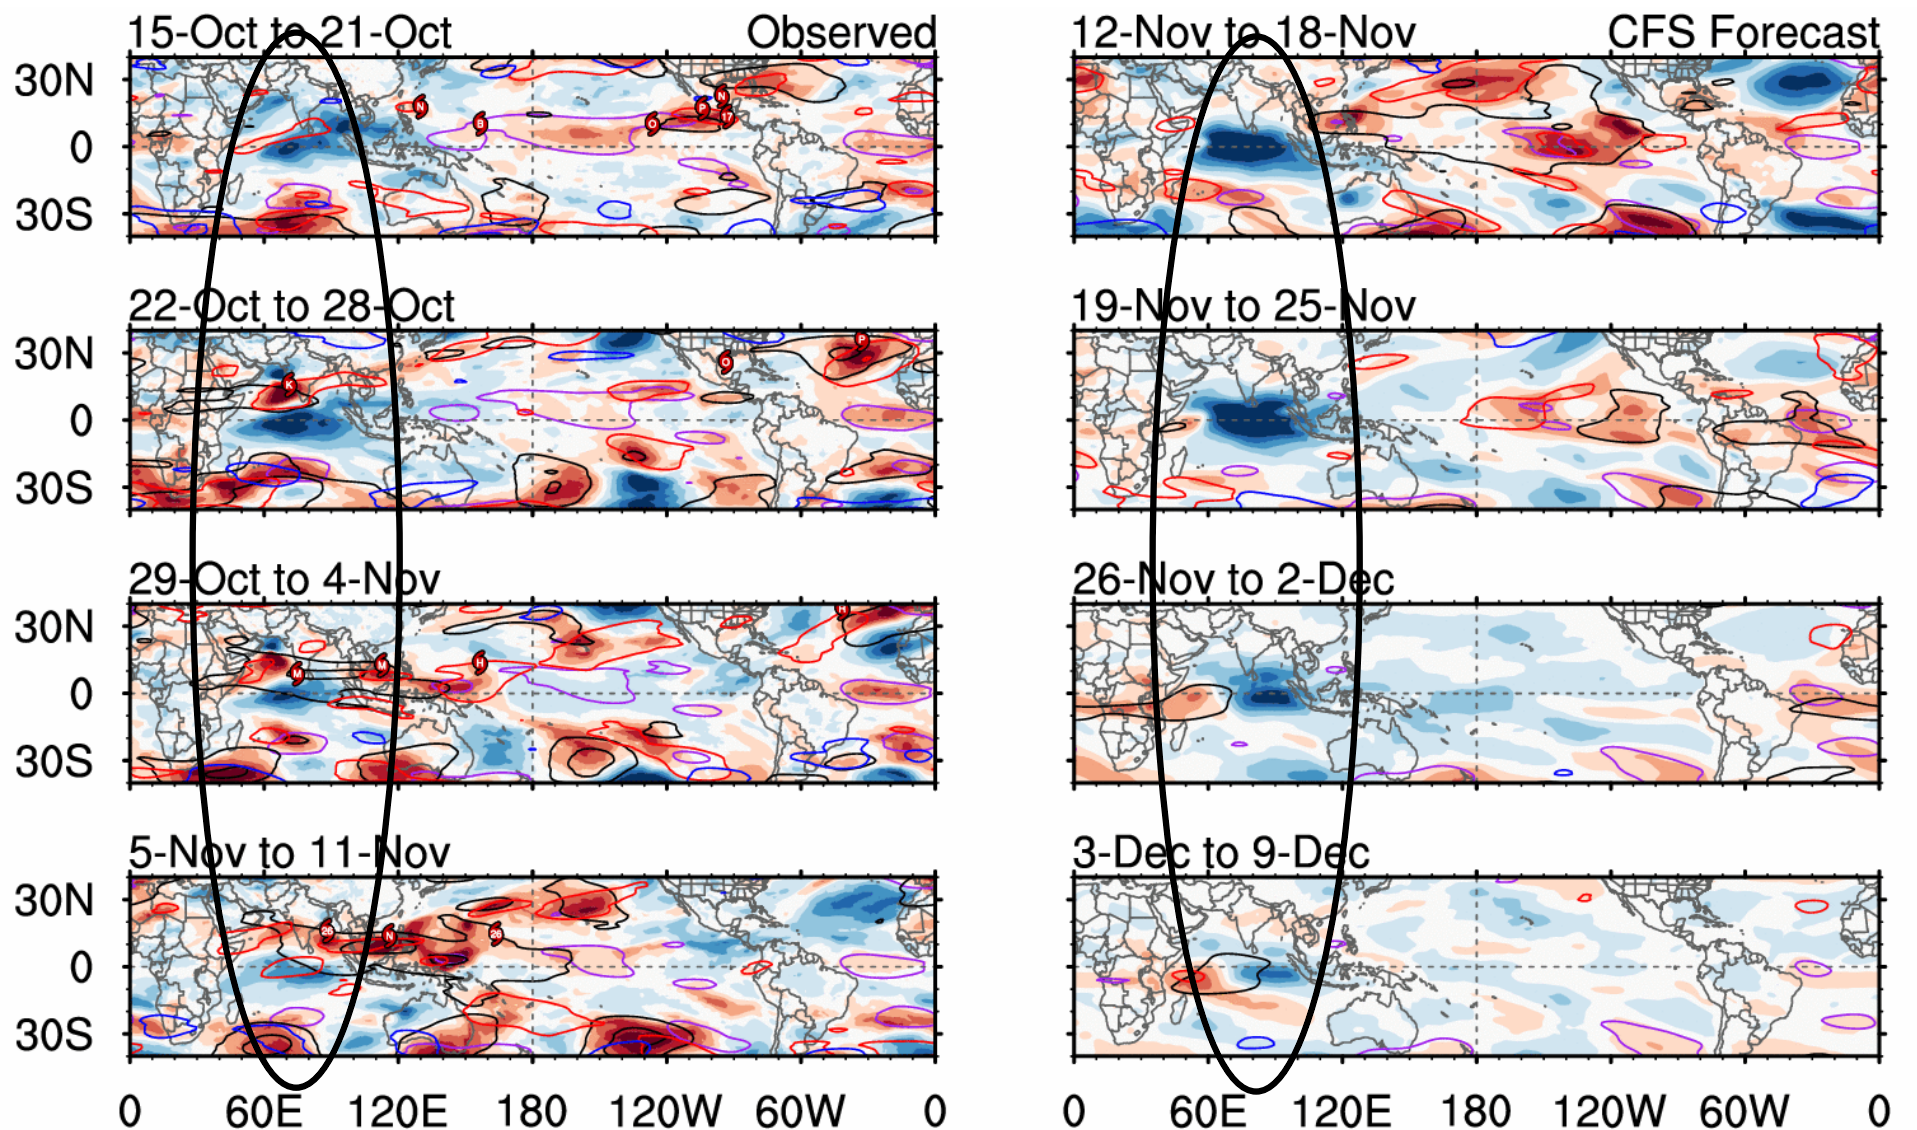 15-Oct to 21-Oct Observed
30N
0
30S
N
B
O
P
N
17
22-Oct to 28-Oct
30N
0
30S
K
O
P
29-Oct to 4-Nov
30N
0
30S
M
M
H
H
5-Nov to 11-Nov
30N
0
30S
26
N
26
0 60E 120E 180 120W 60W 0
12-Nov to 18-Nov CFS Forecast
19-Nov to 25-Nov
26-Nov to 2-Dec
3-Dec to 9-Dec
0 60E 120E 180 120W 60W 0